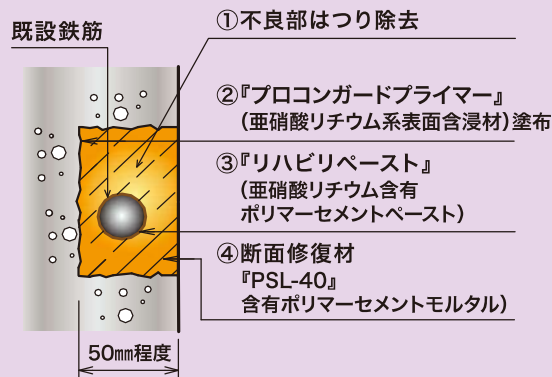 既設鉄筋
①不良部はつり除去
②『プロコンガードプライマー』
(亜硝酸リチウム系表面含浸材)塗布
③『リハビリペースト』
(亜硝酸リチウム含有
ポリマーセメントペースト)
④断面修復材
『PSL-40』
含有ポリマーセメントモルタル)
50㎜程度